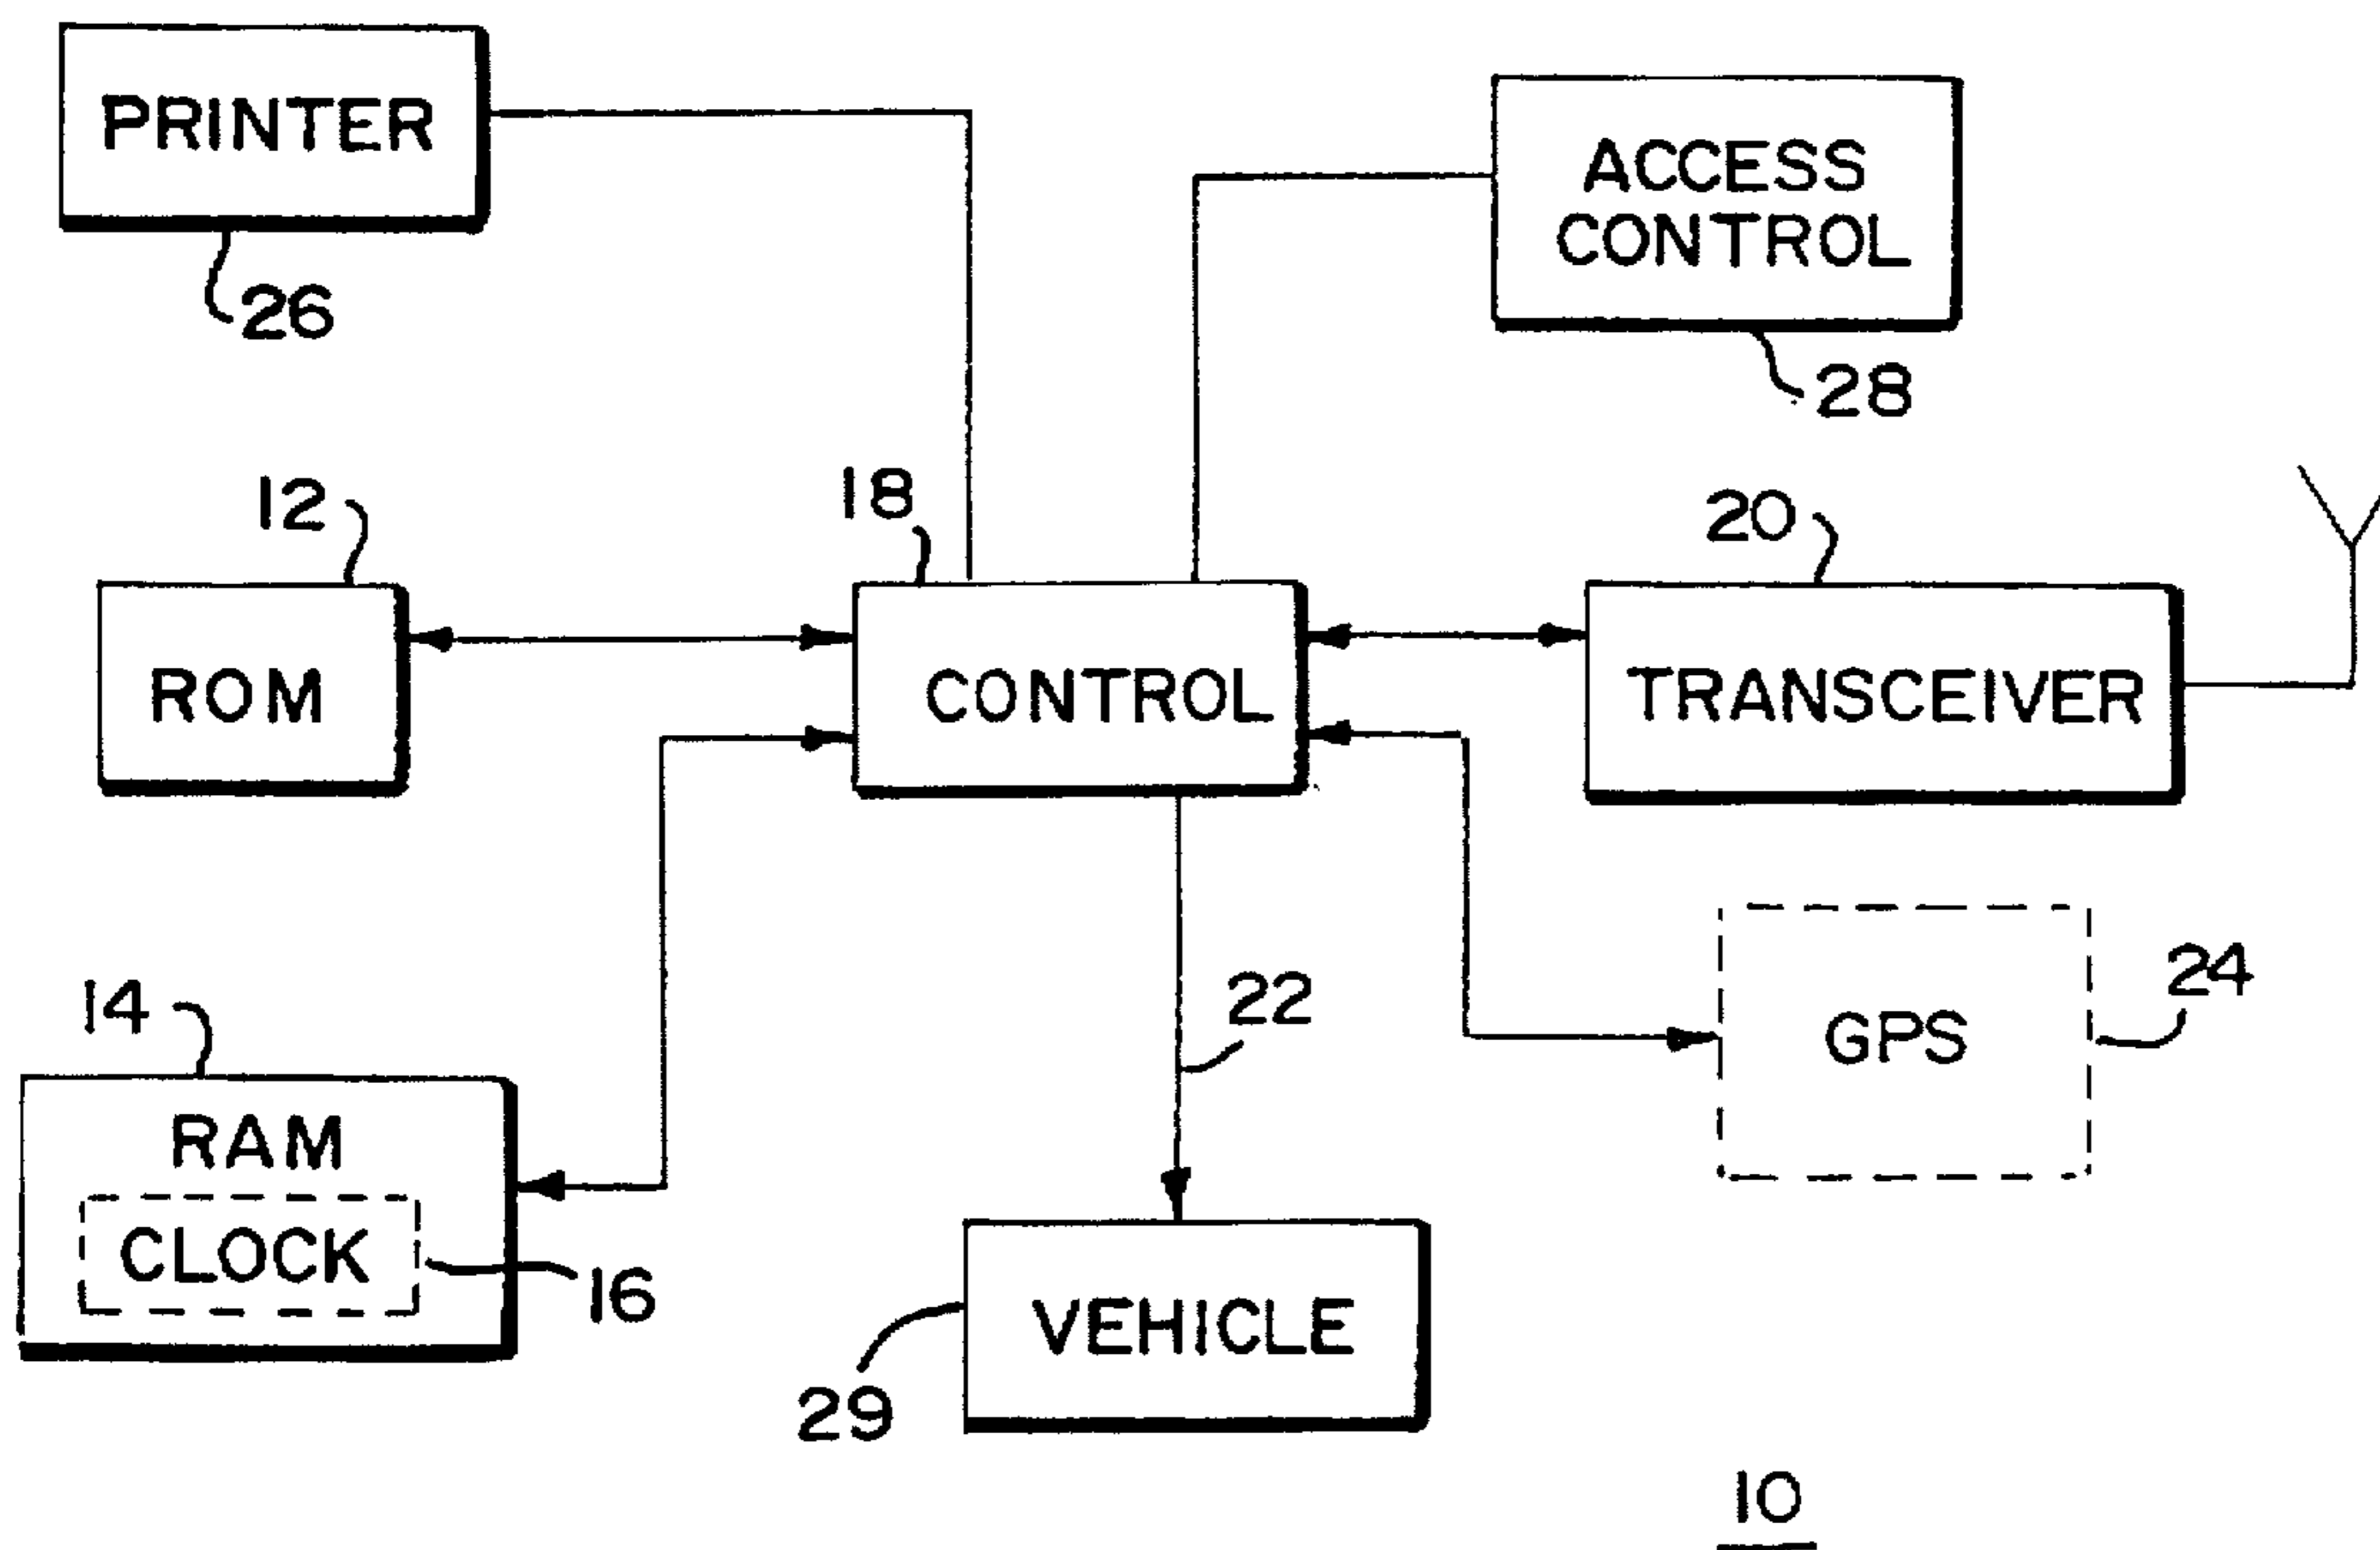 PRINTER
26
ACCESS
CONTROL
28
12
18
20
ROM
CONTROL
TRANSCEIVER
14
22
24
GPS
RAM
CLOCK
16
VEHICLE
29
10